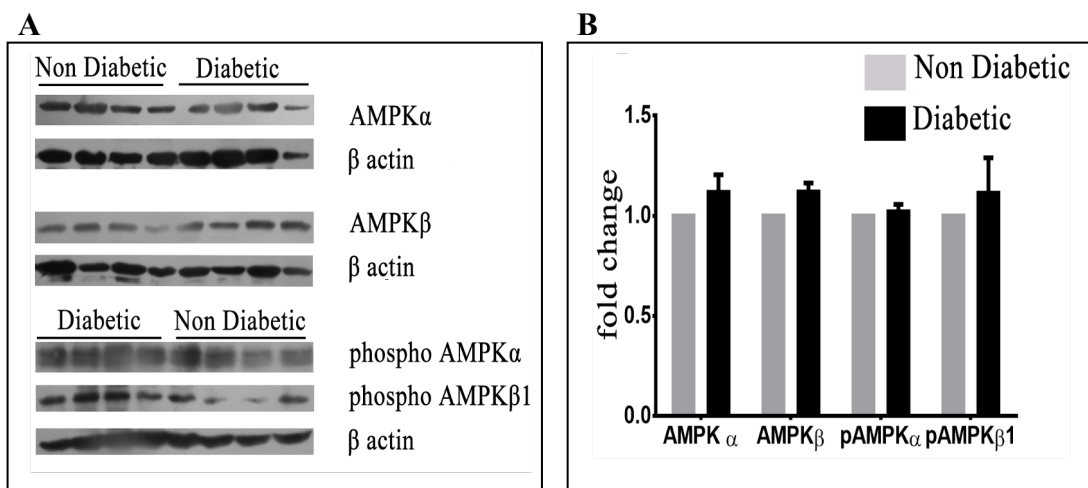 A
Non Diabetic Diabetic
AMPKα
β actin
AMPKβ
β actin
Diabetic Non Diabetic
phospho AMPKα
phospho AMPKβ1
β actin
B
Non Diabetic
Diabetic
fold change
1.5
1.0
0.5
0.0
AMPK α AMPKβ pAMPKα pAMPKβ1